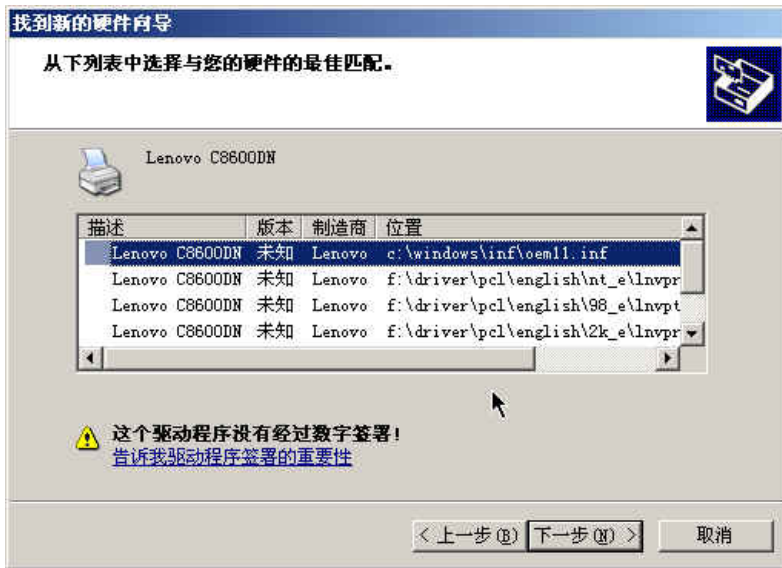 找到新的硬件向导
从下列表中选择与您的硬件的最佳匹配。
Lenovo C8600DN
描述 版本 制造商 位置
Lenovo C8600DN 未知 Lenovo c:\windows\inf\oem11.inf
Lenovo C8600DN 未知 Lenovo f:\driver\pcl\english\nt_e\lnvpr
Lenovo C8600DN 未知 Lenovo f:\driver\pcl\english\98_e\lnvpt
Lenovo C8600DN 未知 Lenovo f:\driver\pcl\english\2k_e\lnvpr
这个驱动程序没有经过数字签署!
告诉我驱动程序签署的重要性
< 上一步(B) 下一步(N) > 取消